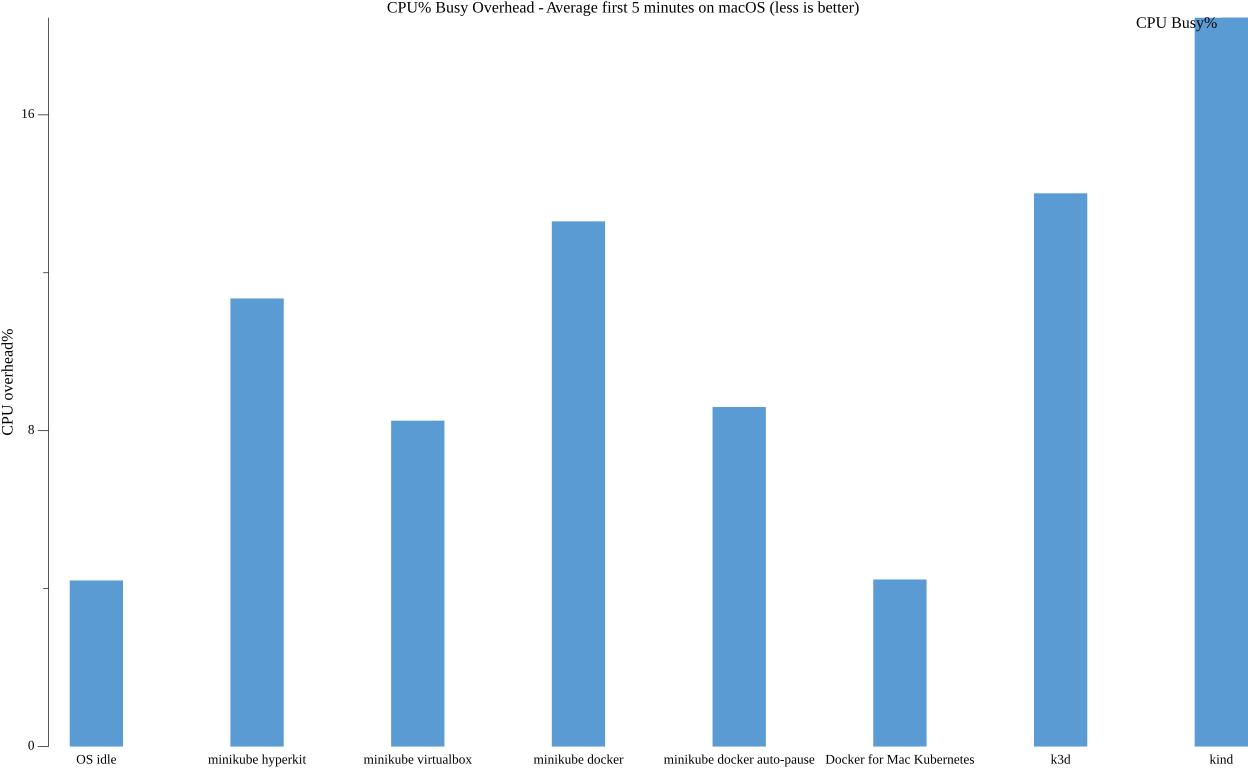 CPU% Busy Overhead - Average first 5 minutes on macOS (less is better)
CPU Busy%
16
8
0
CPU overhead%
OS idle
minikube hyperkit
minikube virtualbox
minikube docker
minikube docker auto-pause
Docker for Mac Kubernetes
k3d
kind